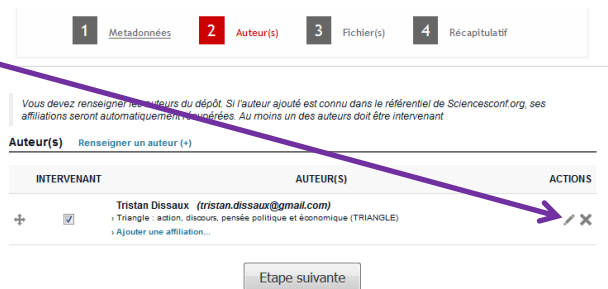 1 Metadonnées 2 Auteur(s) 3 Fichier(s) 4 Récapitulatif
Vous devez renseigner les auteurs du dépôt. Si l'auteur ajouté est connu dans le référentiel de Sciencesconf.org, ses
affiliations seront automatiquement récupérées. Au moins un des auteurs doit être intervenant
Auteur(s) Renseigner un auteur (+)
INTERVENANT AUTEUR(S) ACTIONS
Tristan Dissaux (tristan.dissaux@gmail.com)
› Triangle : action, discours, pensée politique et économique (TRIANGLE)
› Ajouter une affiliation...
Etape suivante